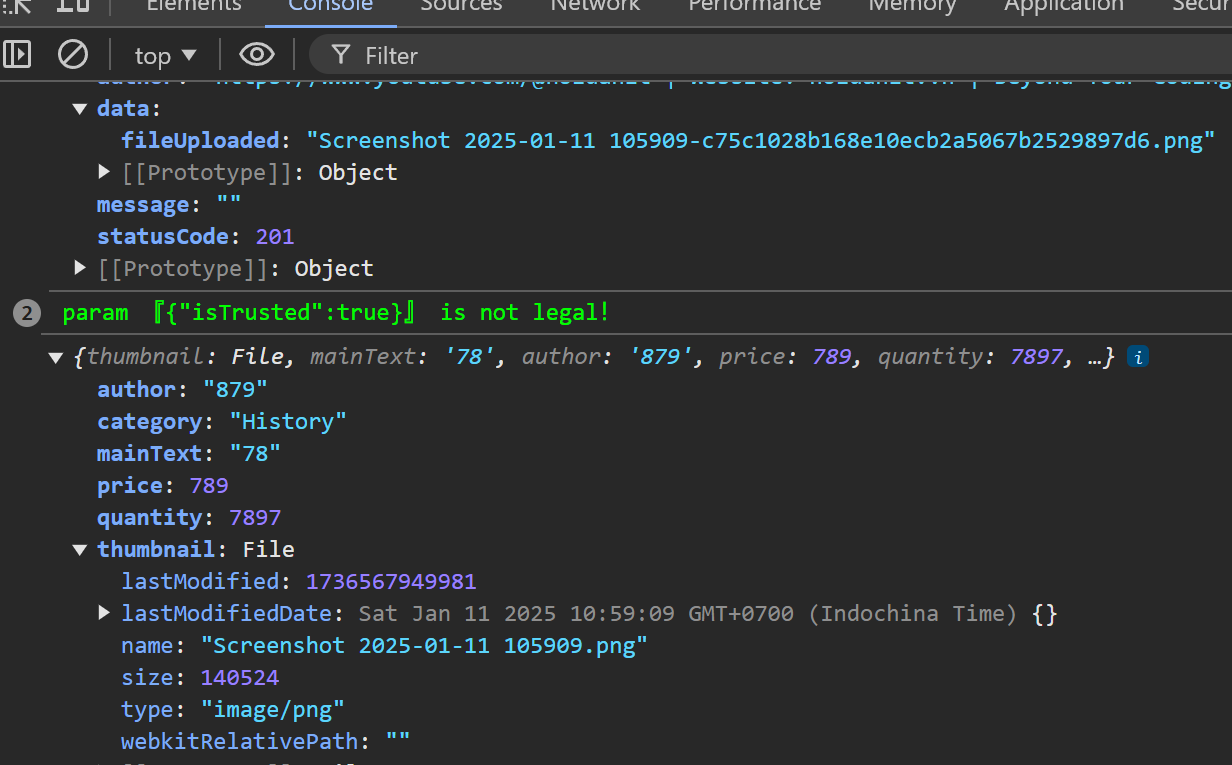 Elements Console Sources Network Performance Memory Application Secur
top ▼ Filter
▼ data:
fileUploaded: "Screenshot 2025-01-11 105909-c75c1028b168e10ecb2a5067b2529897d6.png"
▶ [[Prototype]]: Object
message: ""
statusCode: 201
▶ [[Prototype]]: Object
2 param 『{"isTrusted":true}』 is not legal!
▼ {thumbnail: File, mainText: '78', author: '879', price: 789, quantity: 7897, …} i
author: "879"
category: "History"
mainText: "78"
price: 789
quantity: 7897
▼ thumbnail: File
lastModified: 1736567949981
▶ lastModifiedDate: Sat Jan 11 2025 10:59:09 GMT+0700 (Indochina Time) {}
name: "Screenshot 2025-01-11 105909.png"
size: 140524
type: "image/png"
webkitRelativePath: ""